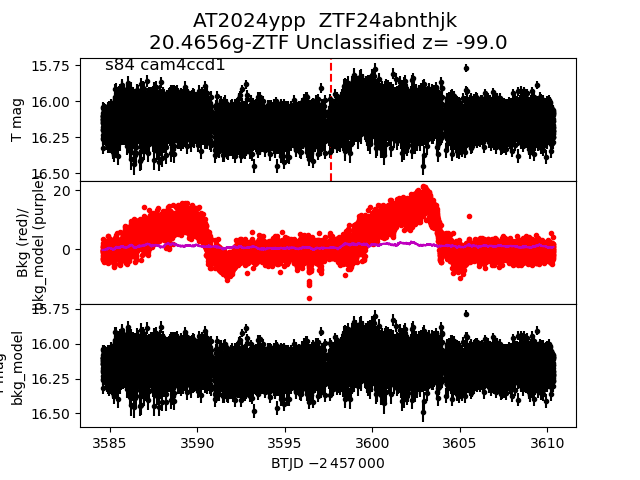 AT2024ypp ZTF24abnthjk
20.4656g-ZTF Unclassified z= -99.0
s84 cam4ccd1
T mag
15.75
16.00
16.25
16.50
Bkg (red)/
bkg_model (purple)
20
0
bkg_model
15.75
16.00
16.25
16.50
3585 3590 3595 3600 3605 3610
BTJD −2 457 000